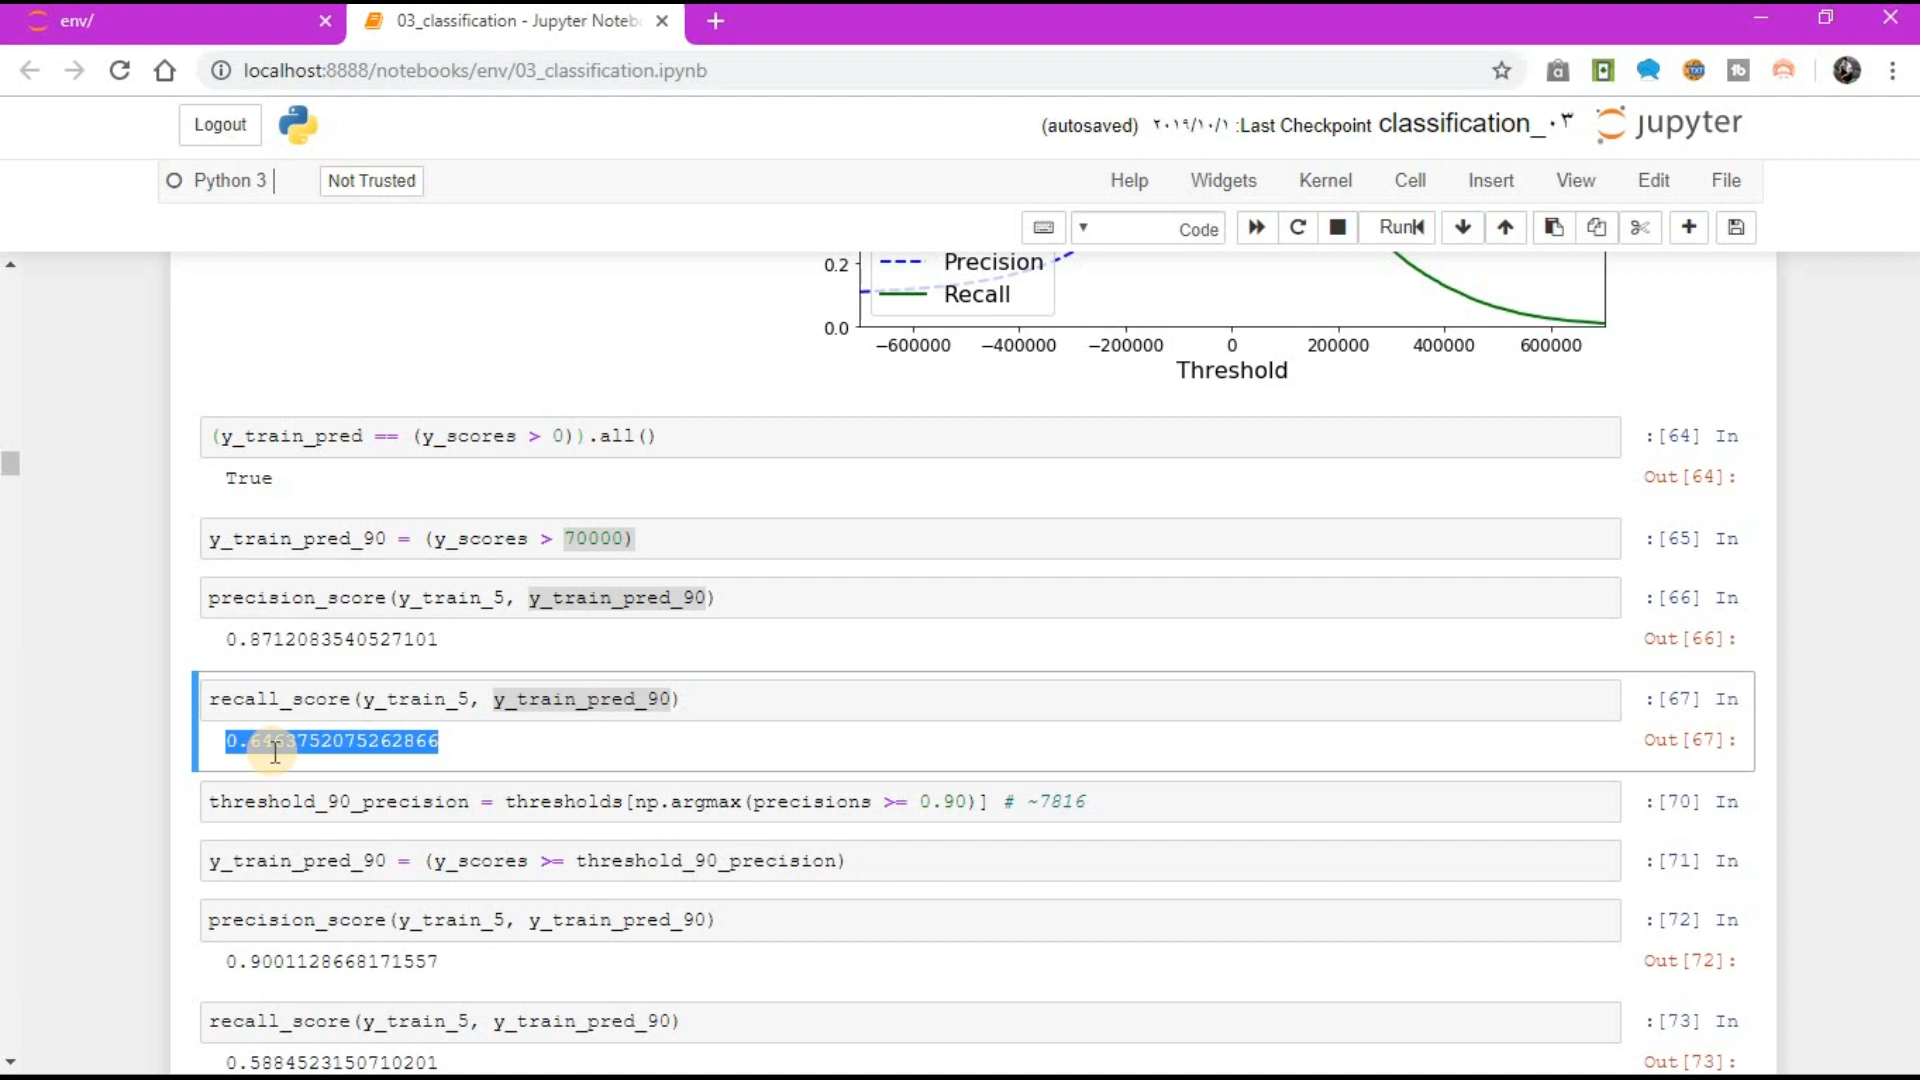 env/
03_classification - Jupyter Noteb
localhost:8888/notebooks/env/03_classification.ipynb
Logout
(autosaved) ٢٠١٩/١٠/١ :Last Checkpoint classification_٠٣ jupyter
Python 3
Not Trusted
Help Widgets Kernel Cell Insert View Edit File
Code
Run
0.2
Precision
Recall
0.0
−600000 −400000 −200000 0 200000 400000 600000
Threshold
(y_train_pred == (y_scores > 0)).all() :[64] In
True Out[64]:
y_train_pred_90 = (y_scores > 70000) :[65] In
precision_score(y_train_5, y_train_pred_90) :[66] In
0.8712083540527101 Out[66]:
recall_score(y_train_5, y_train_pred_90) :[67] In
0.6463752075262866 Out[67]:
threshold_90_precision = thresholds[np.argmax(precisions >= 0.90)] # ~7816 :[70] In
y_train_pred_90 = (y_scores >= threshold_90_precision) :[71] In
precision_score(y_train_5, y_train_pred_90) :[72] In
0.9001128668171557 Out[72]:
recall_score(y_train_5, y_train_pred_90) :[73] In
0.5884523150710201 Out[73]: